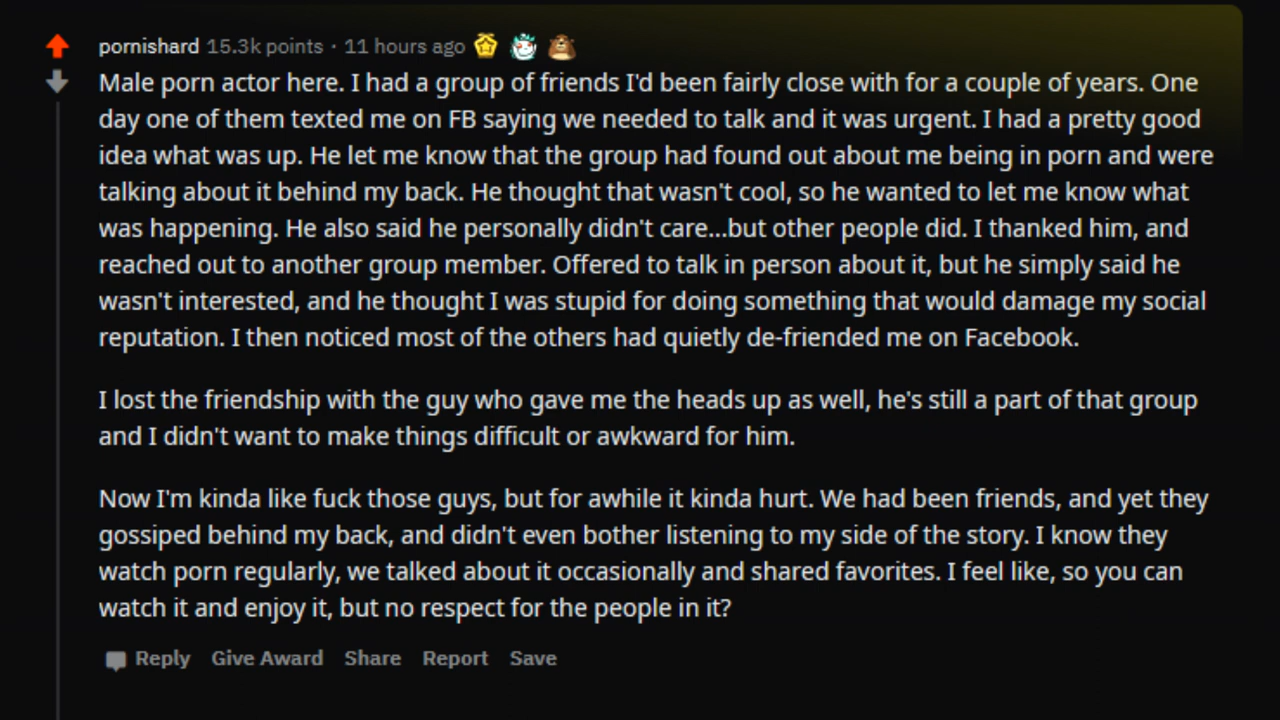 pornishard 15.3k points · 11 hours ago
Male porn actor here. I had a group of friends I'd been fairly close with for a couple of years. One
day one of them texted me on FB saying we needed to talk and it was urgent. I had a pretty good
idea what was up. He let me know that the group had found out about me being in porn and were
talking about it behind my back. He thought that wasn't cool, so he wanted to let me know what
was happening. He also said he personally didn't care...but other people did. I thanked him, and
reached out to another group member. Offered to talk in person about it, but he simply said he
wasn't interested, and he thought I was stupid for doing something that would damage my social
reputation. I then noticed most of the others had quietly de-friended me on Facebook.
I lost the friendship with the guy who gave me the heads up as well, he's still a part of that group
and I didn't want to make things difficult or awkward for him.
Now I'm kinda like fuck those guys, but for awhile it kinda hurt. We had been friends, and yet they
gossiped behind my back, and didn't even bother listening to my side of the story. I know they
watch porn regularly, we talked about it occasionally and shared favorites. I feel like, so you can
watch it and enjoy it, but no respect for the people in it?
Reply Give Award Share Report Save